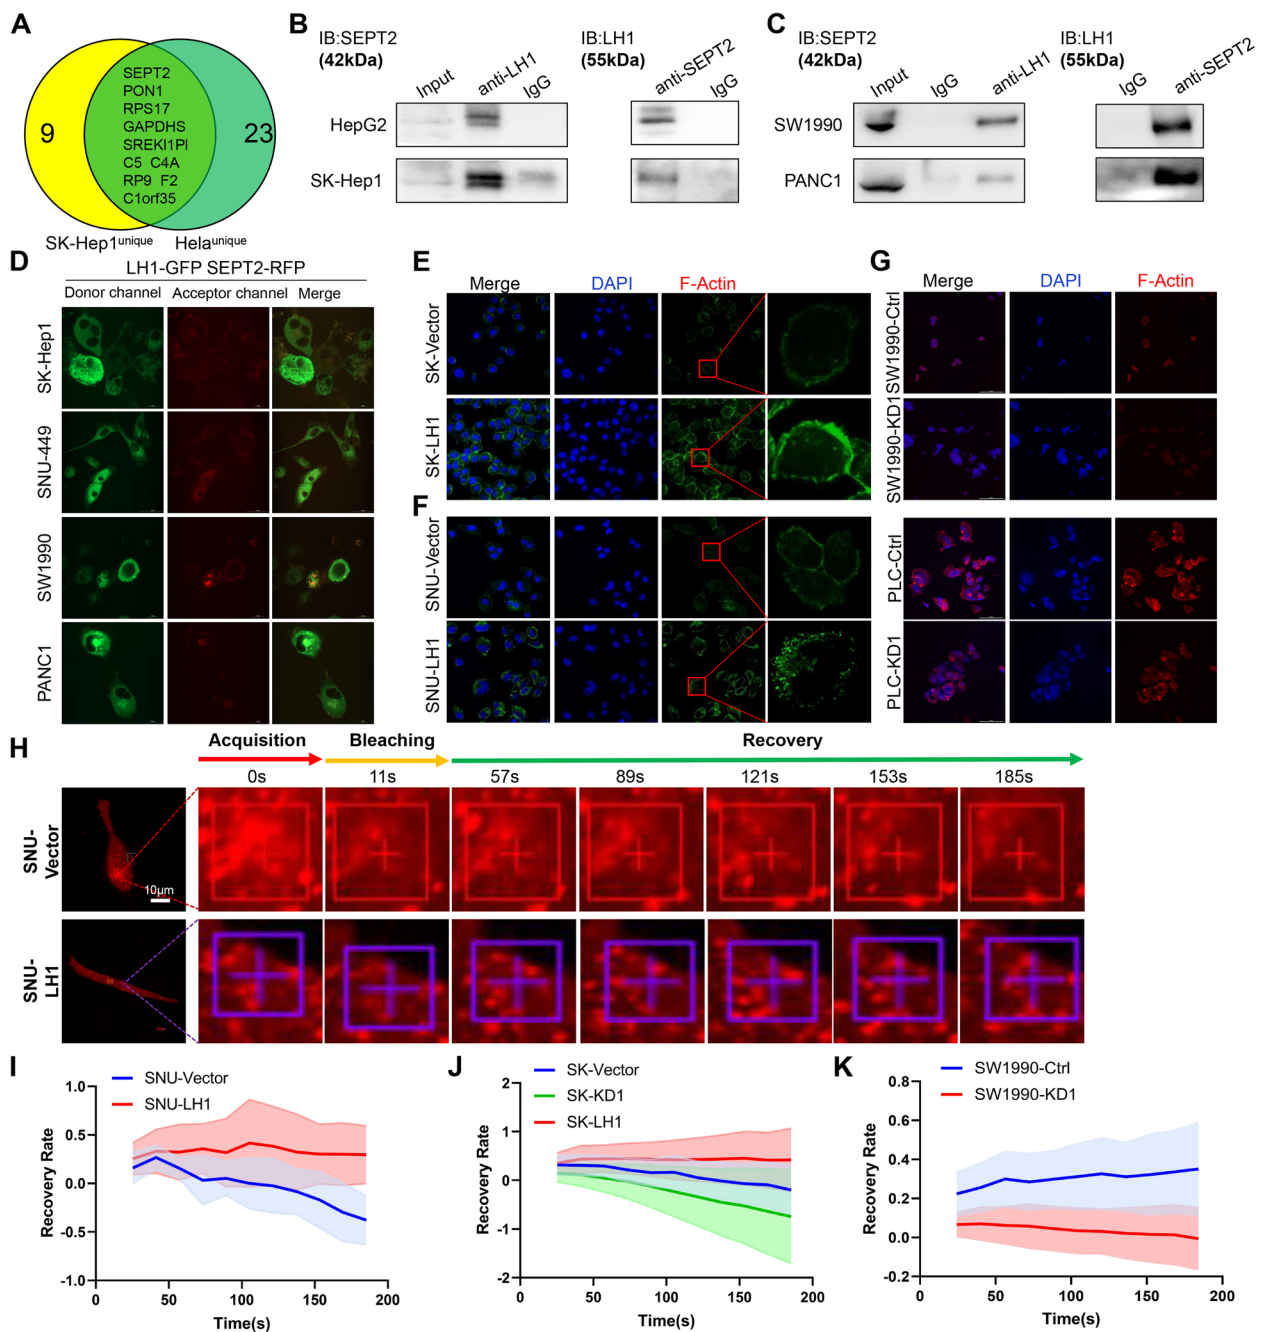 A
9
SEPT2
PON1
RPS17
GAPDHS
SREKI1PI
C5 C4A
RP9 F2
C1orf35
23
SK-Hep1unique
Helaunique
B
IB:SEPT2
(42kDa)
Input
anti-LH1
IgG
IB:LH1
(55kDa)
anti-SEPT2
IgG
HepG2
SK-Hep1
C
IB:SEPT2
(42kDa)
Input
IgG
anti-LH1
IB:LH1
(55kDa)
IgG
anti-SEPT2
SW1990
PANC1
D
LH1-GFP SEPT2-RFP
Donor channel Acceptor channel Merge
SK-Hep1
SNU-449
SW1990
PANC1
E
Merge DAPI F-Actin
SK-Vector
SK-LH1
F
SNU-Vector
SNU-LH1
G
Merge DAPI F-Actin
SW1990-Ctrl
SW1990-KD1
PLC-Ctrl
PLC-KD1
H
Acquisition Bleaching Recovery
0s 11s 57s 89s 121s 153s 185s
SNU-
Vector
10μm
SNU-
LH1
I
SNU-Vector
SNU-LH1
Recovery Rate
1.0
0.5
0.0
-0.5
-1.0
0 50 100 150 200
Time(s)
J
SK-Vector
SK-KD1
SK-LH1
Recovery Rate
2
1
0
-1
-2
0 50 100 150 200
Time(s)
K
SW1990-Ctrl
SW1990-KD1
Recovery Rate
0.8
0.6
0.4
0.2
0.0
-0.2
0 50 100 150 200
Time(s)